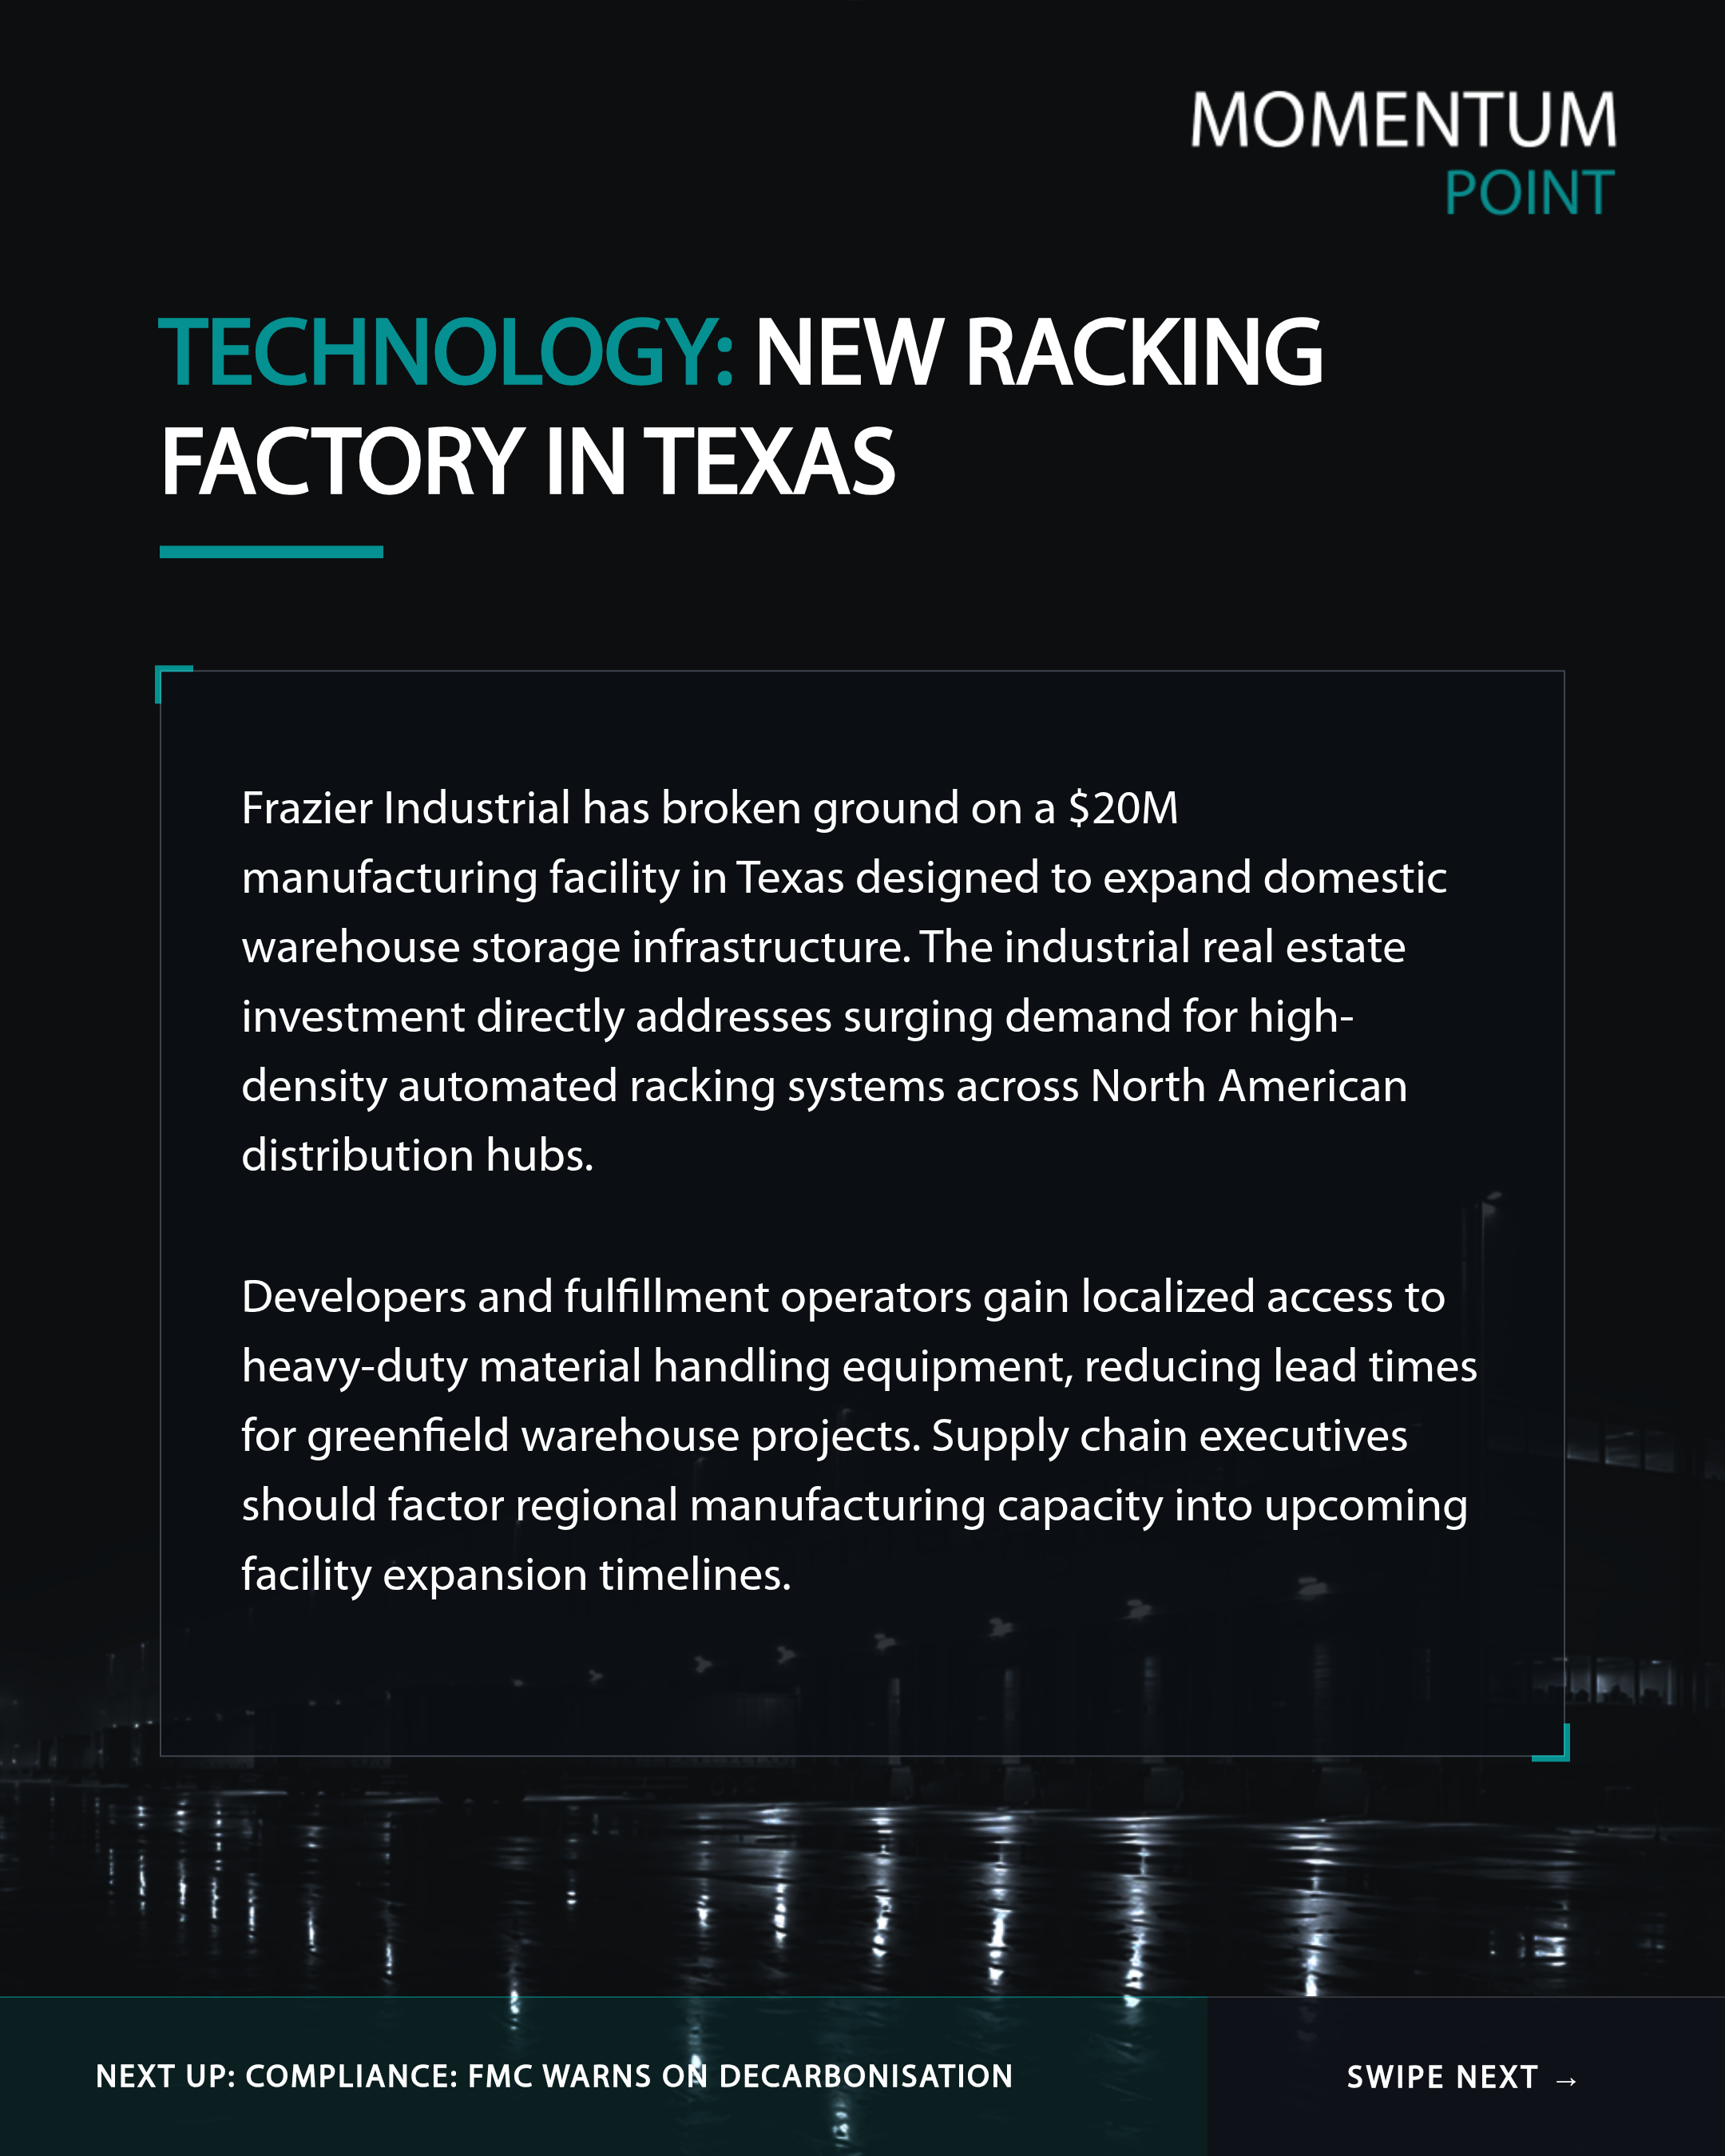 MOMENTUM
POINT
TECHNOLOGY: NEW RACKING
FACTORY IN TEXAS
Frazier Industrial has broken ground on a $20M
manufacturing facility in Texas designed to expand domestic
warehouse storage infrastructure. The industrial real estate
investment directly addresses surging demand for high-
density automated racking systems across North American
distribution hubs.
Developers and fulfillment operators gain localized access to
heavy-duty material handling equipment, reducing lead times
for greenfield warehouse projects. Supply chain executives
should factor regional manufacturing capacity into upcoming
facility expansion timelines.
NEXT UP: COMPLIANCE: FMC WARNS ON DECARBONISATION
SWIPE NEXT →